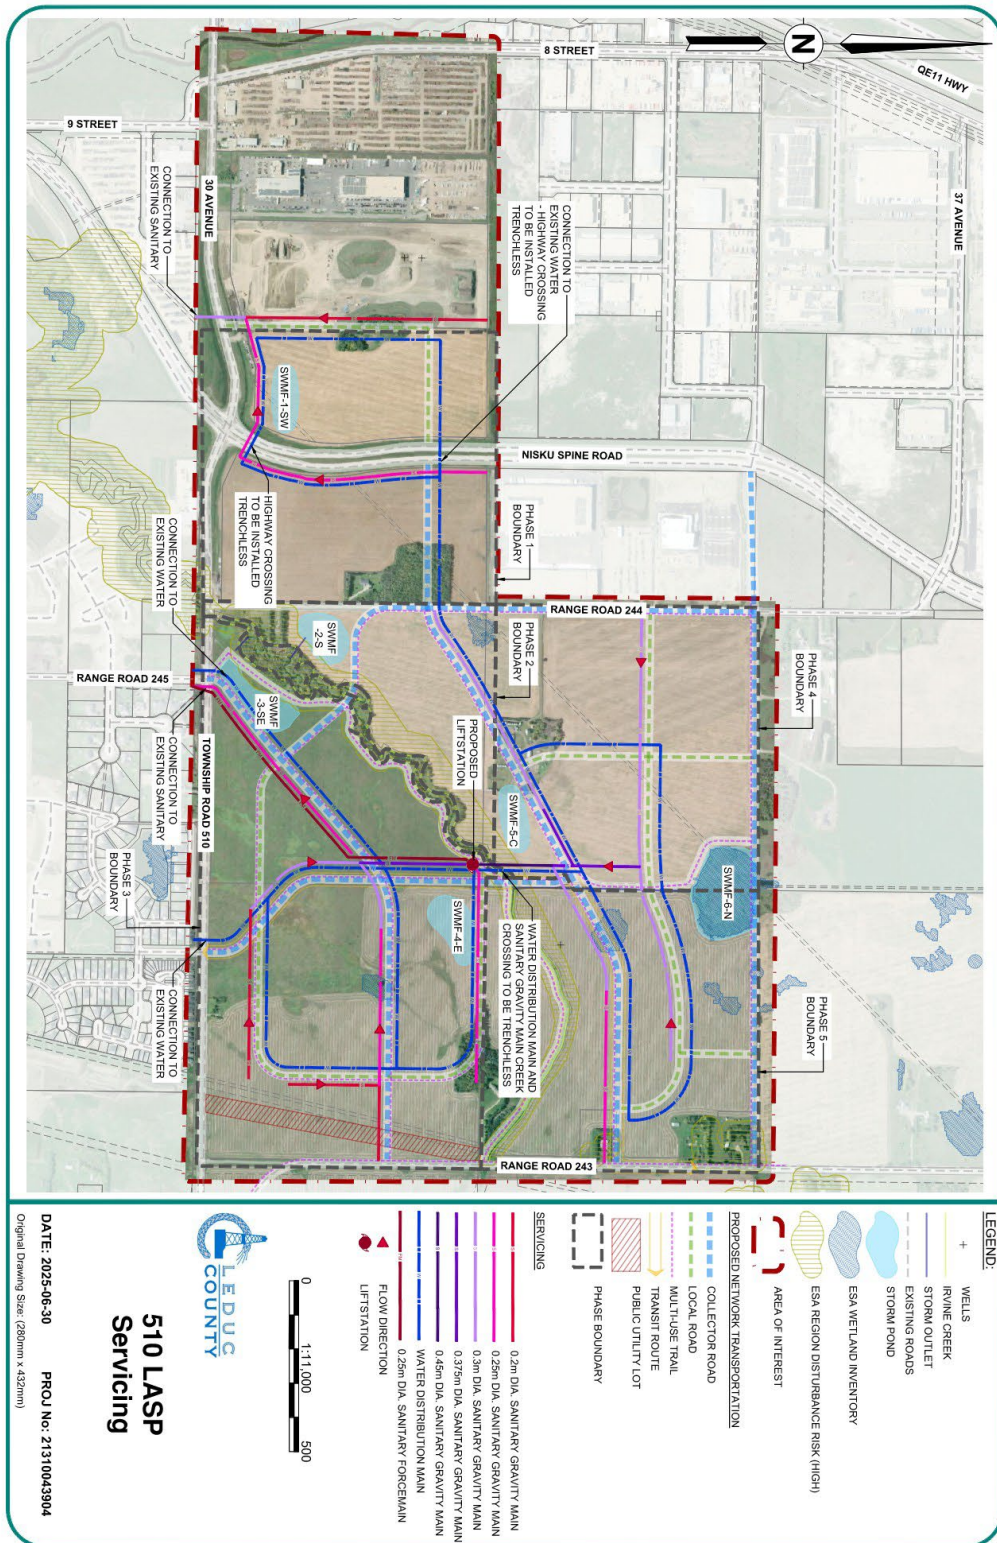 8 STREET
QE11 HWY
9 STREET
CONNECTION TO
EXISTING SANITARY
30 AVENUE
CONNECTION TO
EXISTING WATER
- HIGHWAY CROSSING
TO BE INSTALLED
TRENCHLESS
37 AVENUE
N
SWMF-1-SW
NISKU SPINE ROAD
HIGHWAY CROSSING
TO BE INSTALLED
TRENCHLESS
CONNECTION TO
EXISTING WATER
PHASE 1
BOUNDARY
RANGE ROAD 244
SWMF
-2-S
PHASE 2
BOUNDARY
PHASE 4
BOUNDARY
RANGE ROAD 245
SWMF
-3-SE
PROPOSED
LIFTSTATION
CONNECTION TO
EXISTING SANITARY
TOWNSHIP ROAD 510
SWMF-5-C
PHASE 3
BOUNDARY
SWMF-6-N
SWMF-4-E
WATER DISTRIBUTION MAIN AND
SANITARY GRAVITY MAIN CREEK
CROSSING TO BE TRENCHLESS
CONNECTION TO
EXISTING WATER
PHASE 5
BOUNDARY
RANGE ROAD 243
LEGEND:
WELLS
IRVINE CREEK
STORM OUTLET
EXISTING ROADS
STORM POND
ESA WETLAND INVENTORY
ESA REGION DISTURBANCE RISK (HIGH)
AREA OF INTEREST
PROPOSED NETWORK TRANSPORTATION
COLLECTOR ROAD
LOCAL ROAD
MULTI-USE TRAIL
TRANSIT ROUTE
PUBLIC UTILITY LOT
PHASE BOUNDARY
SERVICING
0.2m DIA. SANITARY GRAVITY MAIN
0.25m DIA. SANITARY GRAVITY MAIN
0.3m DIA. SANITARY GRAVITY MAIN
0.375m DIA. SANITARY GRAVITY MAIN
0.45m DIA. SANITARY GRAVITY MAIN
WATER DISTRIBUTION MAIN
0.25m DIA. SANITARY FORCEMAIN
FLOW DIRECTION
LIFTSTATION
0 1:11,000 500
LEDUC
COUNTY
510 LASP
Servicing
DATE: 2025-06-30 PROJ No: 21310043904
Original Drawing Size: (280mm x 432mm)